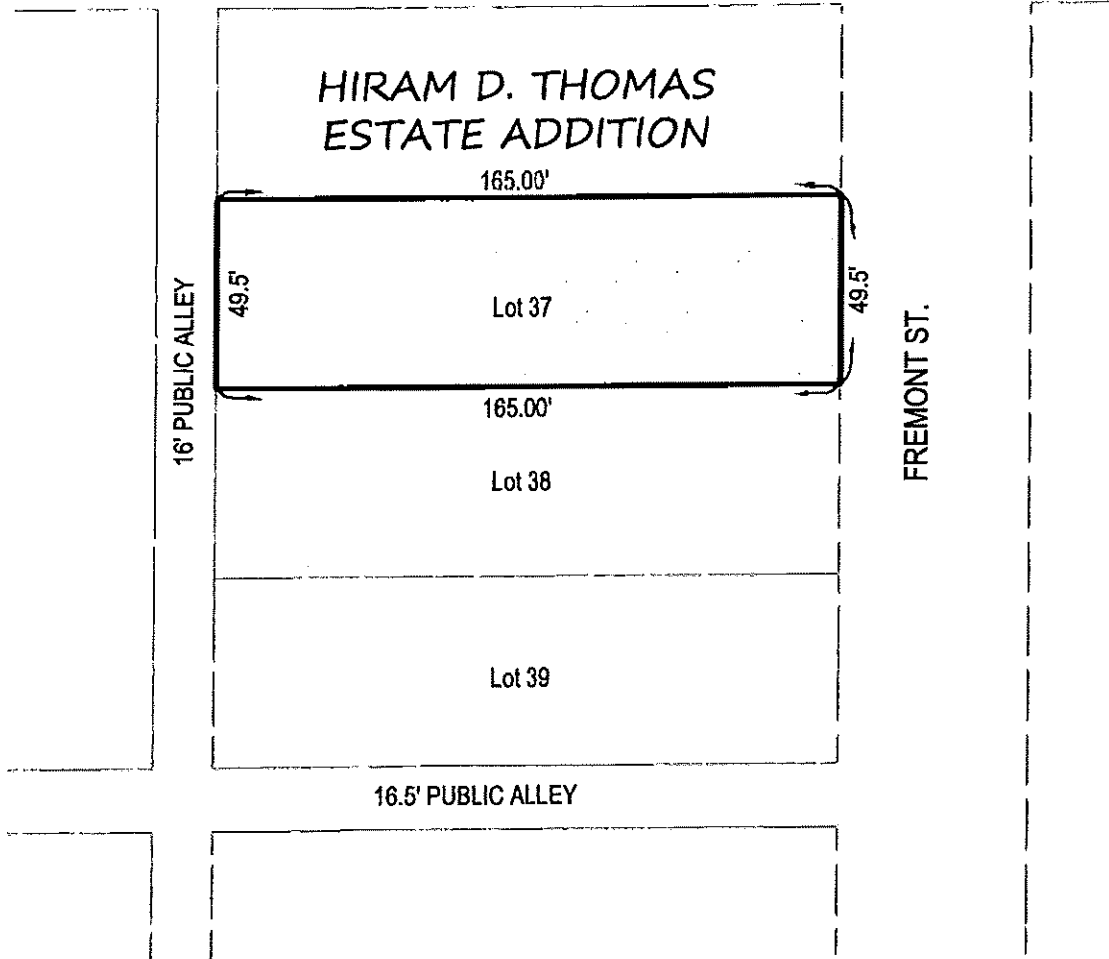 HIRAM D. THOMAS
ESTATE ADDITION
165.00'
49.5'
Lot 37
49.5'
16' PUBLIC ALLEY
FREMONT ST.
165.00'
Lot 38
Lot 39
16.5' PUBLIC ALLEY